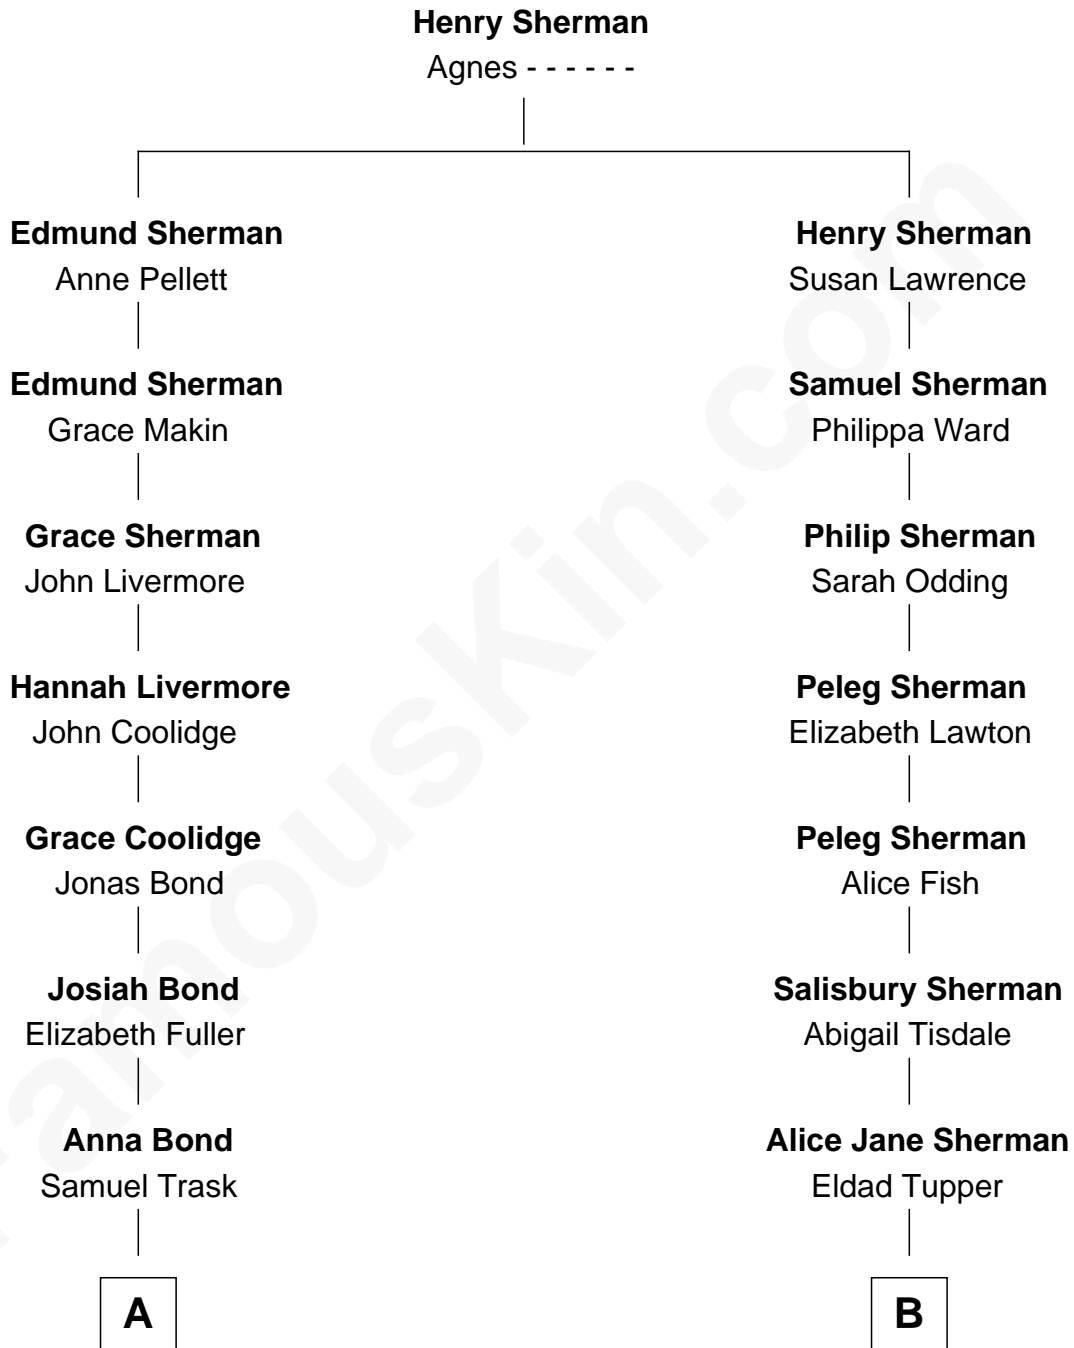 Henry Sherman
Agnes - - - - - -
Edmund Sherman
Anne Pellett
Henry Sherman
Susan Lawrence
Edmund Sherman
Grace Makin
Samuel Sherman
Philippa Ward
Grace Sherman
John Livermore
Philip Sherman
Sarah Odding
Hannah Livermore
John Coolidge
Peleg Sherman
Elizabeth Lawton
Grace Coolidge
Jonas Bond
Peleg Sherman
Alice Fish
Josiah Bond
Elizabeth Fuller
Salisbury Sherman
Abigail Tisdale
Anna Bond
Samuel Trask
Alice Jane Sherman
Eldad Tupper
A
B
FamousKin.com